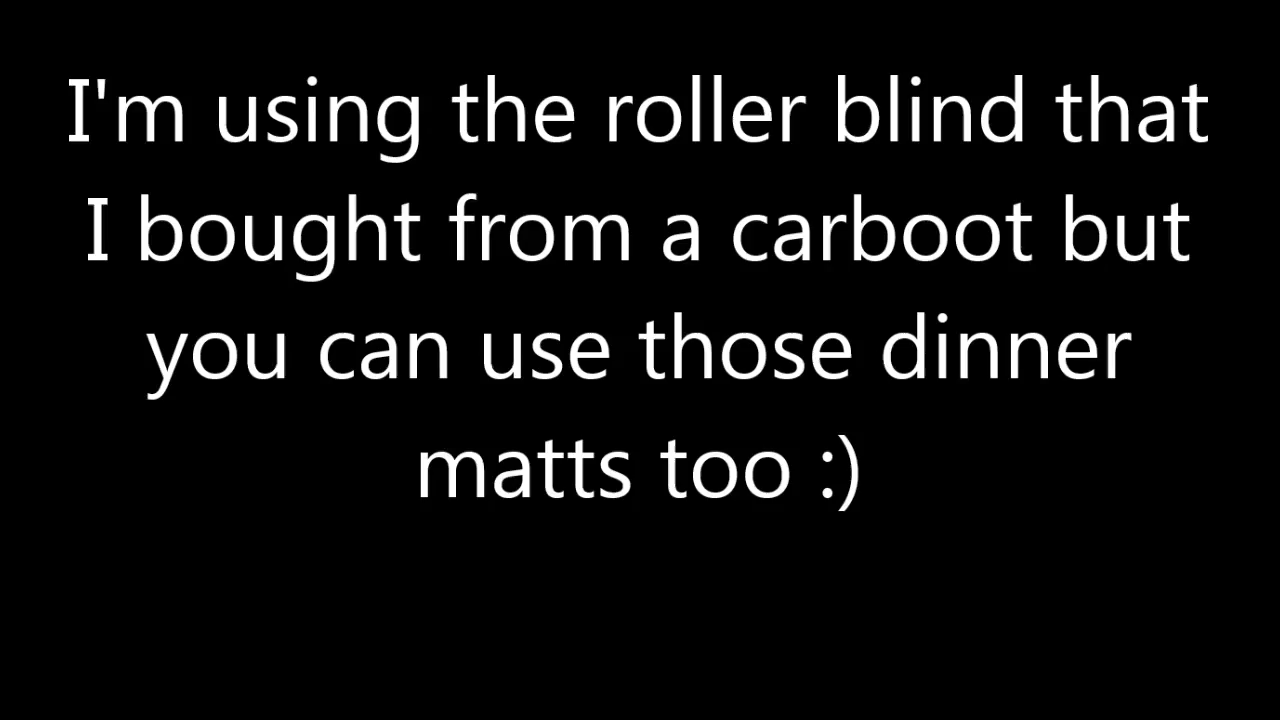 I'm using the roller blind that
I bought from a carboot but
you can use those dinner
matts too :)